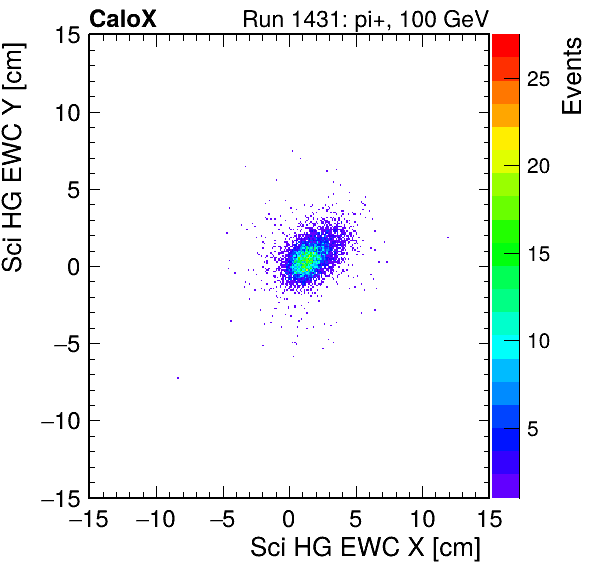 CaloX Run 1431: pi+, 100 GeV
Sci HG EWC Y [cm]
15
10
5
0
−5
−10
−15
−15 −10 −5 0 5 10 15
Sci HG EWC X [cm]
Events
25
20
15
10
5